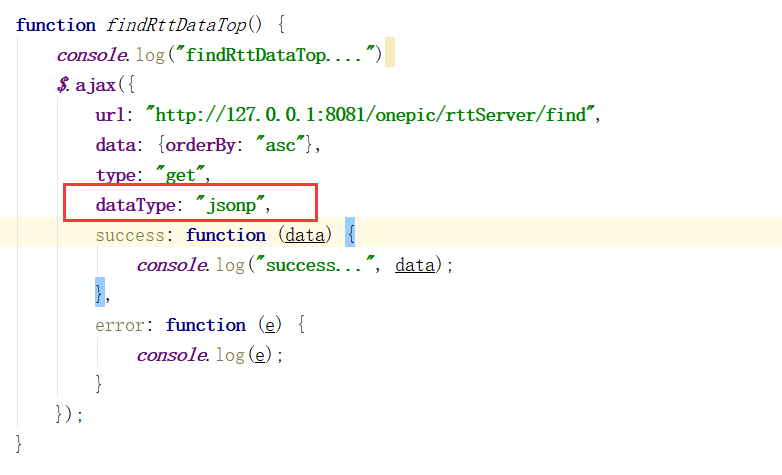 function findRttDataTop() {
console.log("findRttDataTop....")
$.ajax({
url: "http://127.0.0.1:8081/onepic/rttServer/find",
data: {orderBy: "asc"},
type: "get",
dataType: "jsonp",
success: function (data) {
console.log("success...", data);
},
error: function (e) {
console.log(e);
}
});
}